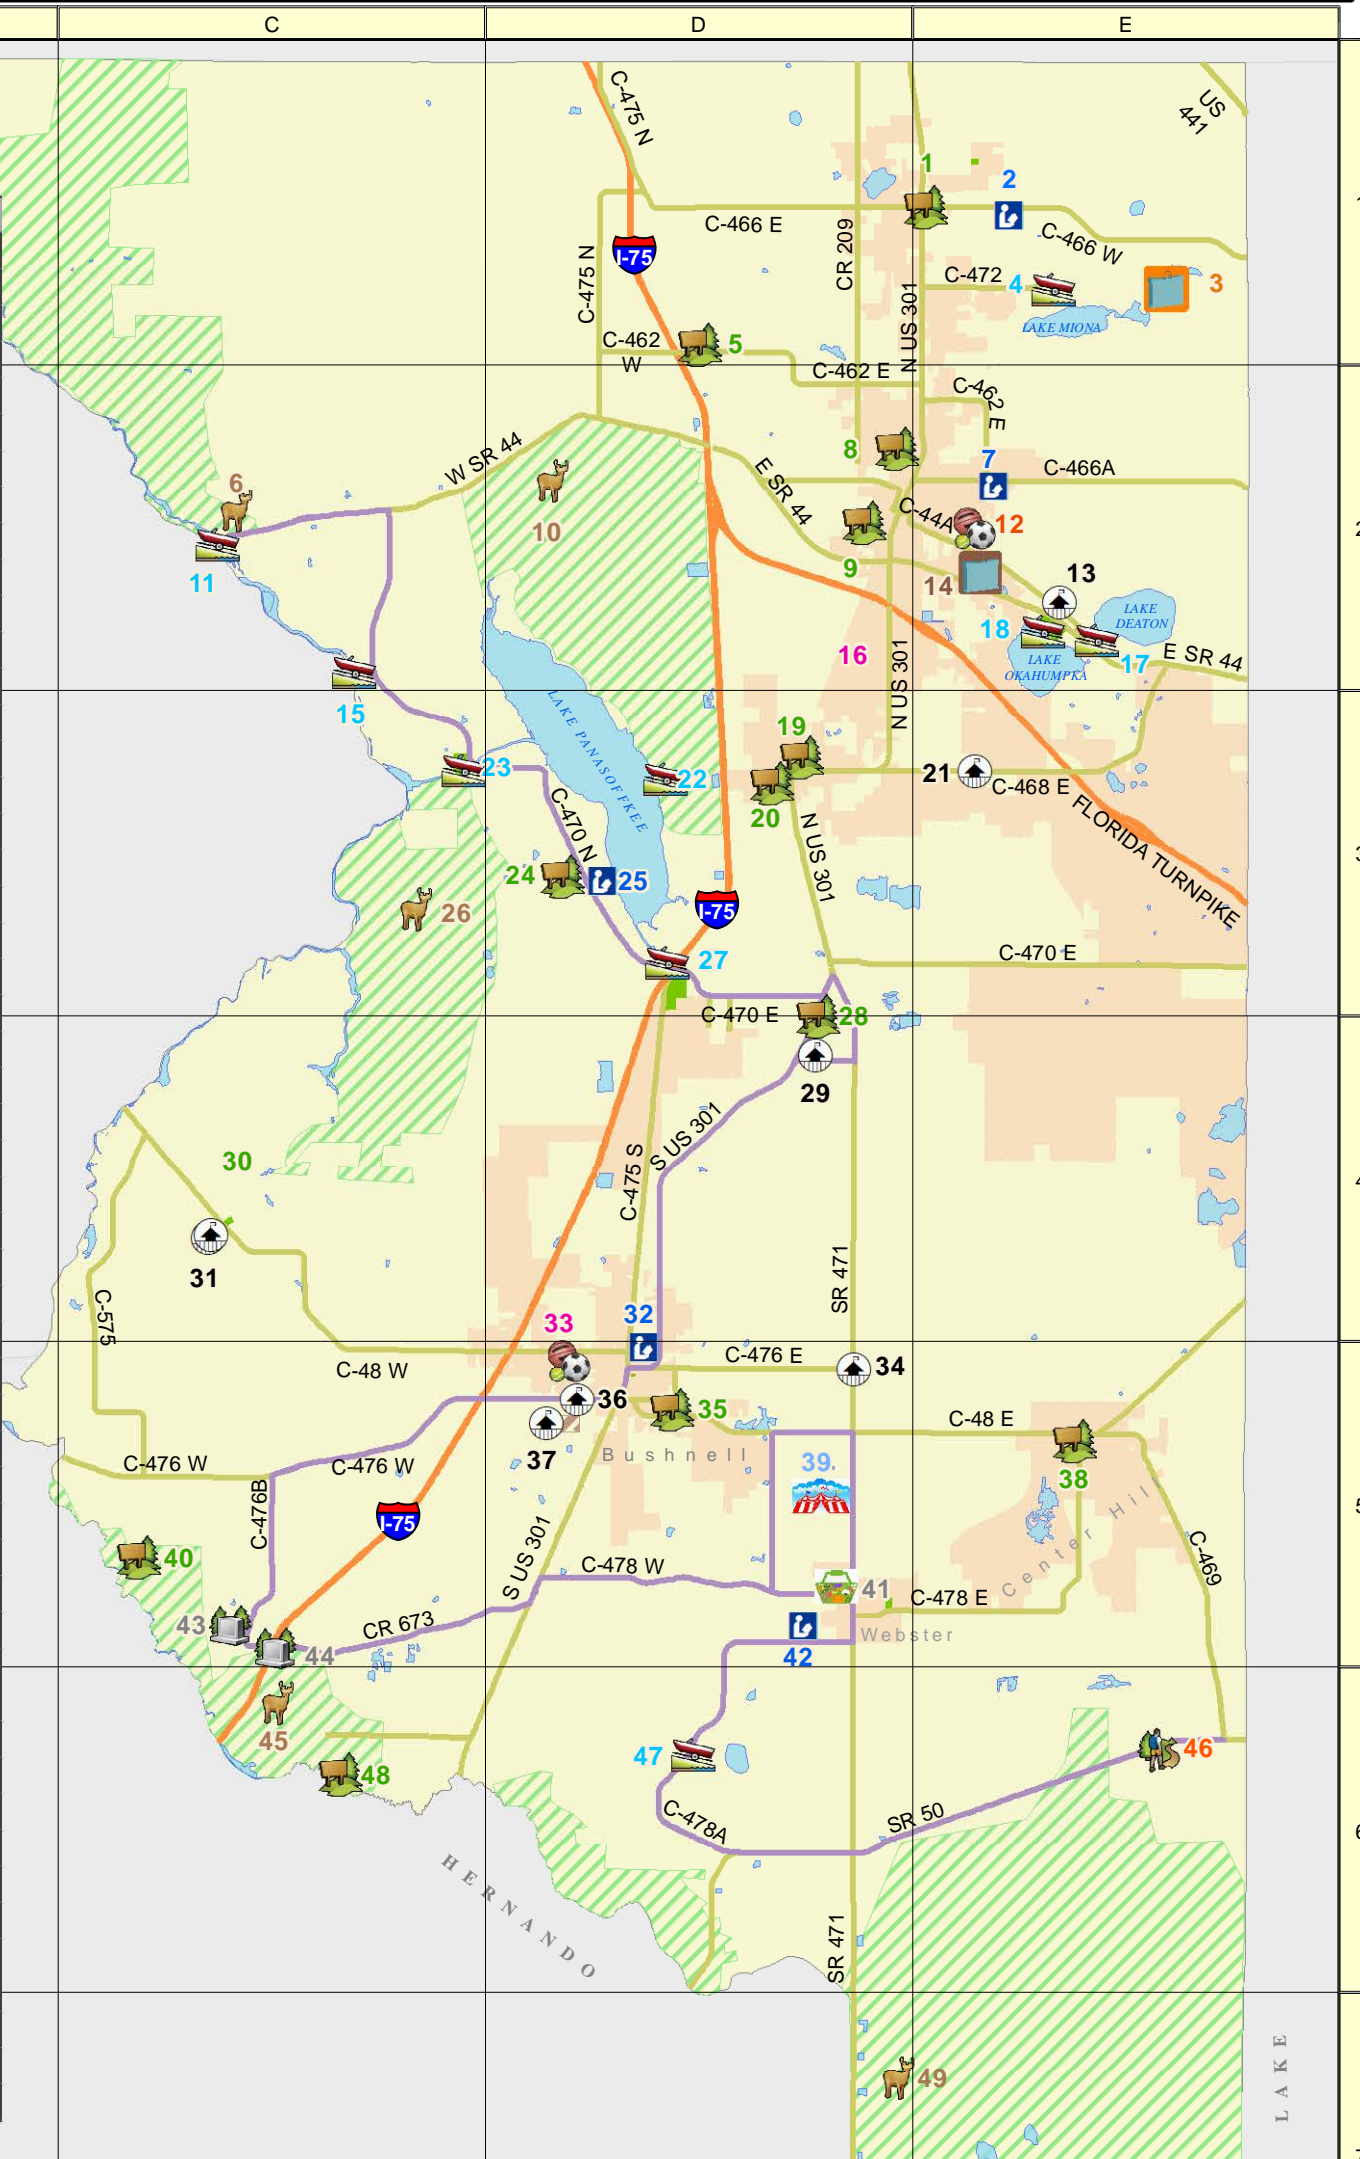 C D E
C-475 N
US
441
1
2
C-466 E
C-466 W
CR 209
I-75
C-475 N
C-472
4
3
LAKE MIONA
N US 301
C-462
W
5
C-462 E
C-462 E
8
7
C-466A
W SR 44
E SR 44
6
10
C-44A
12
11
9
14
13
LAKE
DEATON
18
17
E SR 44
LAKE
OKAHUMPKA
16
N US 301
15
LAKE PANASOFFKEE
19
23
22
21
C-468 E
20
C-470 N
N US 301
FLORIDA TURNPIKE
24
25
26
I-75
27
C-470 E
C-470 E
28
29
S US 301
C-475 S
30
31
SR 471
C-575
32
33
C-48 W
C-476 E
34
36
35
37
Bushnell
C-48 E
39.
38
C-476 W
C-476 W
C-476B
I-75
Center Hill
C-469
S US 301
40
C-478 W
41
C-478 E
43
CR 673
44
42
Webster
45
47
46
48
C-478A
SR 50
HERNANDO
SR 471
49
LAKE